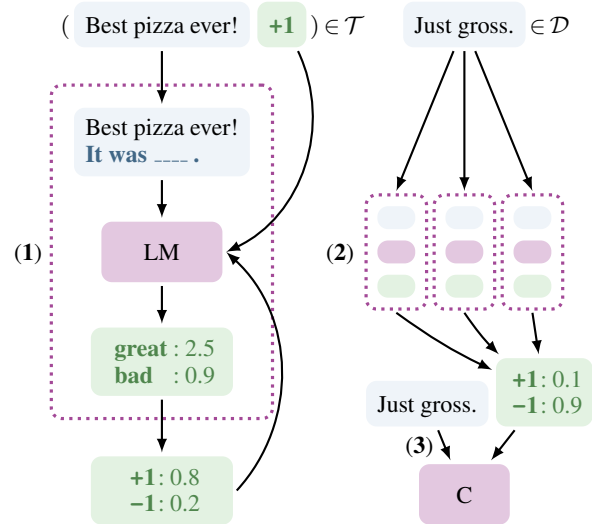 ( Best pizza ever! +1 ) ∈ 𝒯
Just gross. ∈ 𝒟
Best pizza ever!
It was ____ .
(1)
LM
(2)
great : 2.5
bad : 0.9
+1: 0.1
−1: 0.9
Just gross.
(3)
+1: 0.8
−1: 0.2
C